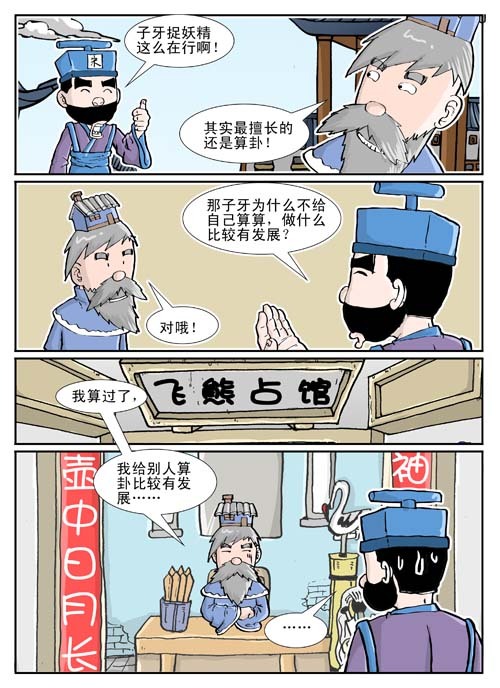 子牙捉妖精
这么在行啊！
宋
其实最擅长的
还是算卦！
那子牙为什么不给
自己算算，做什么
比较有发展？
对哦！
我算过了，
飞熊占馆
我给别人算
卦比较有发
展……
壶中日月长
袖
……